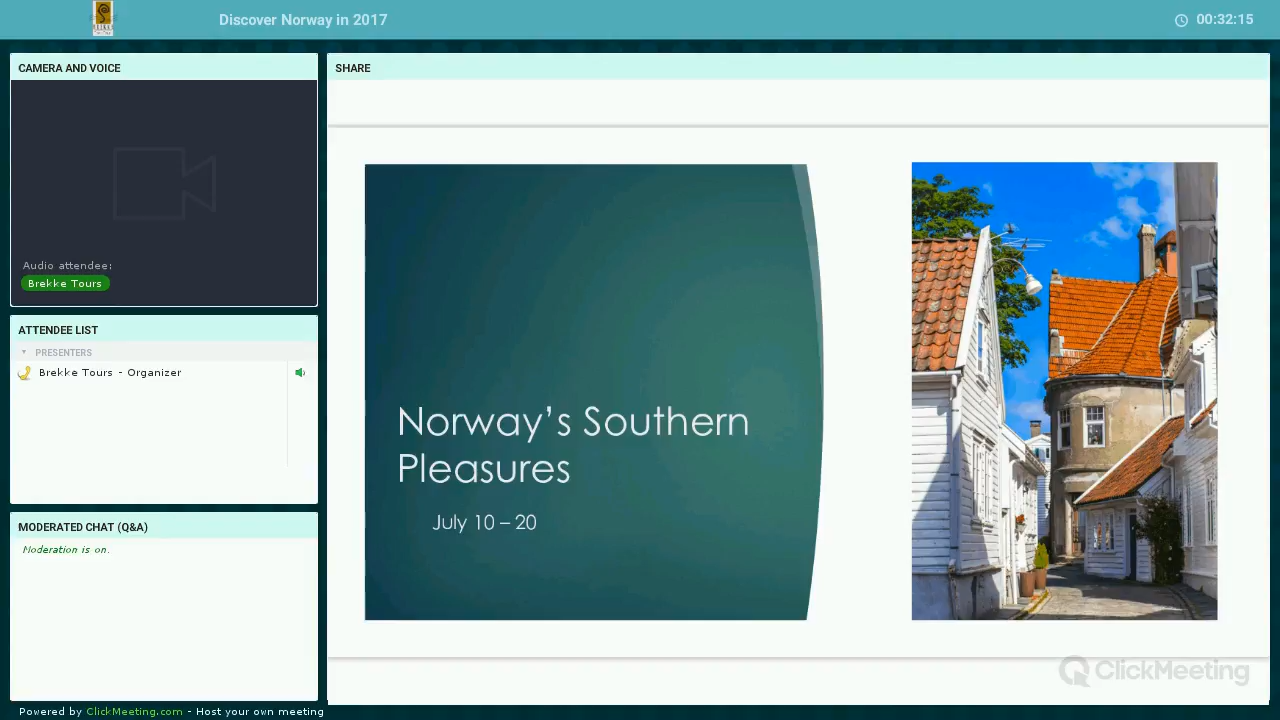 Discover Norway in 2017
00:32:15
CAMERA AND VOICE
Audio attendee:
Brekke Tours
ATTENDEE LIST
PRESENTERS
Brekke Tours - Organizer
MODERATED CHAT (Q&A)
Moderation is on.
SHARE
Norway's Southern
Pleasures
July 10 – 20
ClickMeeting
Powered by ClickMeeting.com - Host your own meeting